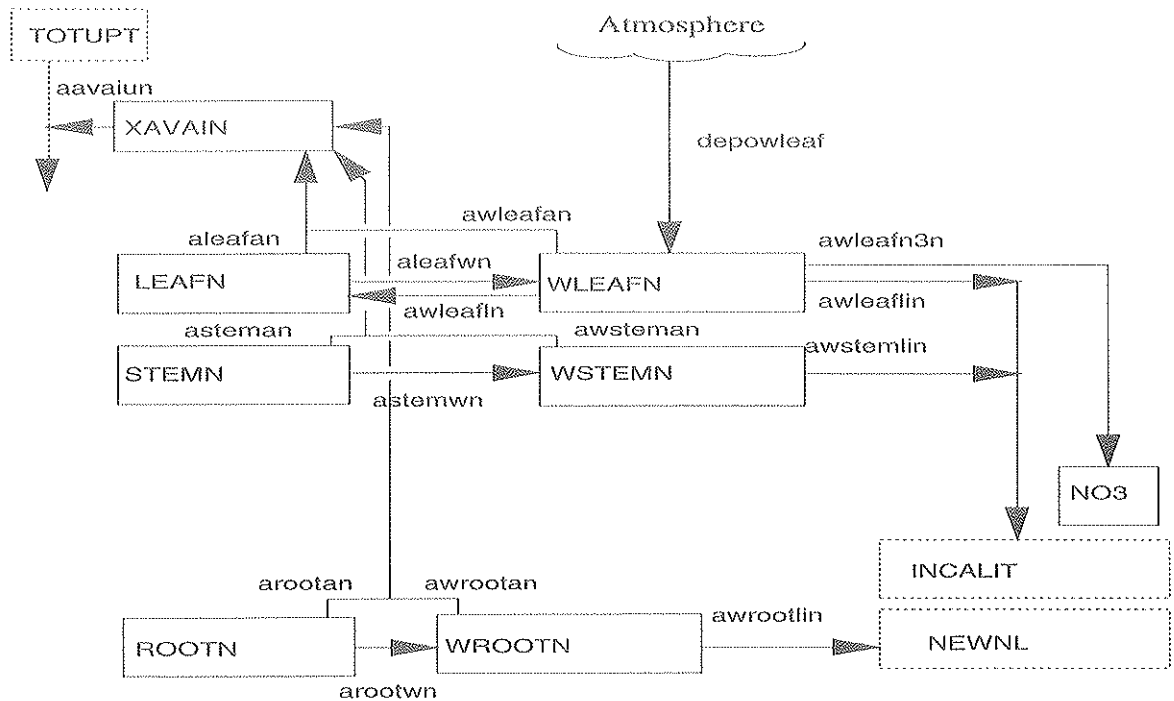 TOTUPT
Atmosphere
aavaiun
XAVAIN
depowleaf
awleafan
aleafan
awleafn3n
aleafwn
LEAFN
WLEAFN
awleafln
awleaflin
asteman
awsteman
awstemlin
STEMN
WSTEMN
astemwn
NO3
INCALIT
arootan
awrootan
awrootlin
ROOTN
WROOTN
NEWNL
arootwn